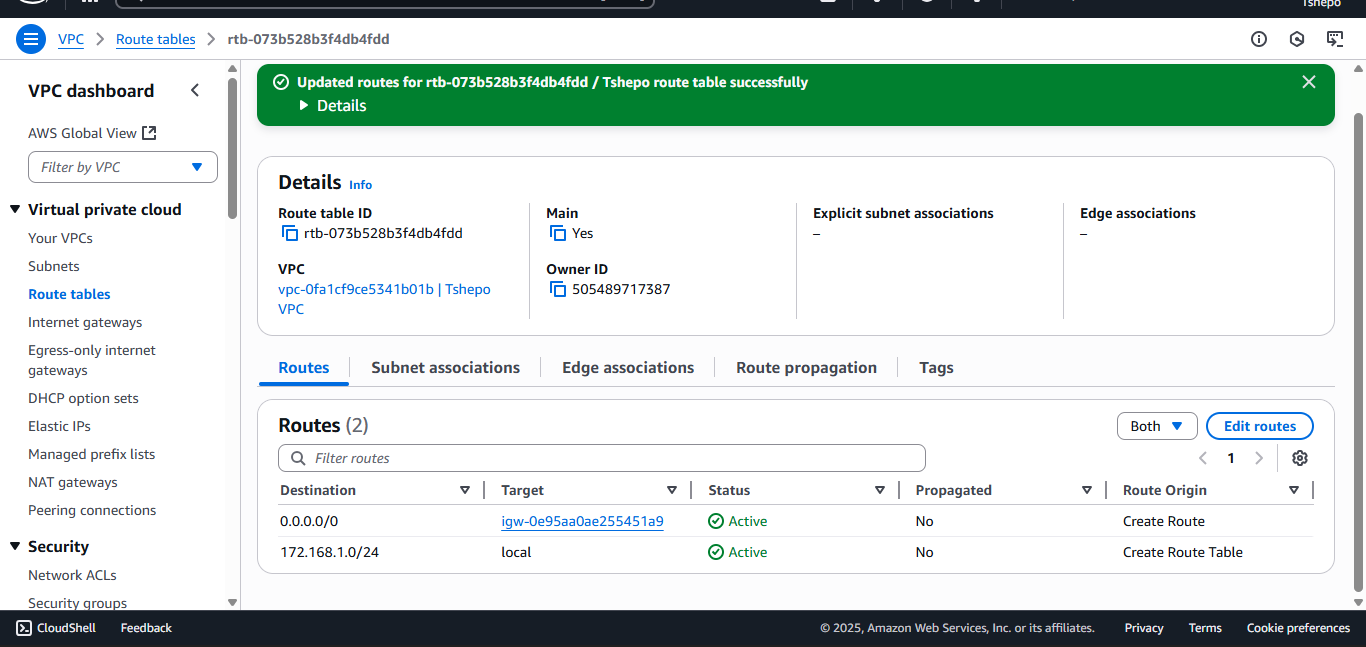 Tshepo
VPC > Route tables > rtb-073b528b3f4db4fdd
VPC dashboard
AWS Global View
Filter by VPC
Virtual private cloud
Your VPCs
Subnets
Route tables
Internet gateways
Egress-only internet
gateways
DHCP option sets
Elastic IPs
Managed prefix lists
NAT gateways
Peering connections
Security
Network ACLs
Security groups
Updated routes for rtb-073b528b3f4db4fdd / Tshepo route table successfully
Details
Details Info
Route table ID
rtb-073b528b3f4db4fdd
Main
Yes
Explicit subnet associations
–
Edge associations
–
VPC
vpc-0fa1cf9ce5341b01b | Tshepo
VPC
Owner ID
505489717387
Routes Subnet associations Edge associations Route propagation Tags
Routes (2)
Both Edit routes
Filter routes
1
Destination Target Status Propagated Route Origin
0.0.0.0/0 igw-0e95aa0ae255451a9 Active No Create Route
172.168.1.0/24 local Active No Create Route Table
CloudShell Feedback © 2025, Amazon Web Services, Inc. or its affiliates. Privacy Terms Cookie preferences